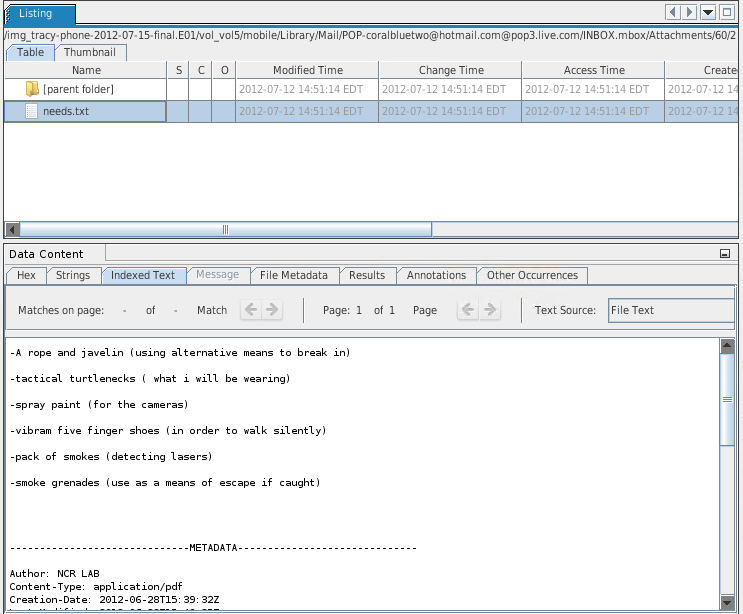 Listing
/img_tracy-phone-2012-07-15-final.E01/vol_vol5/mobile/Library/Mail/POP-coralbluetwo@hotmail.com@pop3.live.com/INBOX.mbox/Attachments/60/2
Table Thumbnail
Name S C O Modified Time Change Time Access Time Create
[parent folder] 2012-07-12 14:51:14 EDT 2012-07-12 14:51:14 EDT 2012-07-12 14:51:14 EDT 2012-07-12 14
needs.txt 2012-07-12 14:51:14 EDT 2012-07-12 14:51:14 EDT 2012-07-12 14:51:14 EDT 2012-07-12 14
Data Content
Hex Strings Indexed Text Message File Metadata Results Annotations Other Occurrences
Matches on page: - of - Match Page: 1 of 1 Page Text Source: File Text
-A rope and javelin (using alternative means to break in)
-tactical turtlenecks ( what i will be wearing)
-spray paint (for the cameras)
-vibram five finger shoes (in order to walk silently)
-pack of smokes (detecting lasers)
-smoke grenades (use as a means of escape if caught)
------------------------------METADATA------------------------------
Author: NCR LAB
Content-Type: application/pdf
Creation-Date: 2012-06-28T15:39:32Z